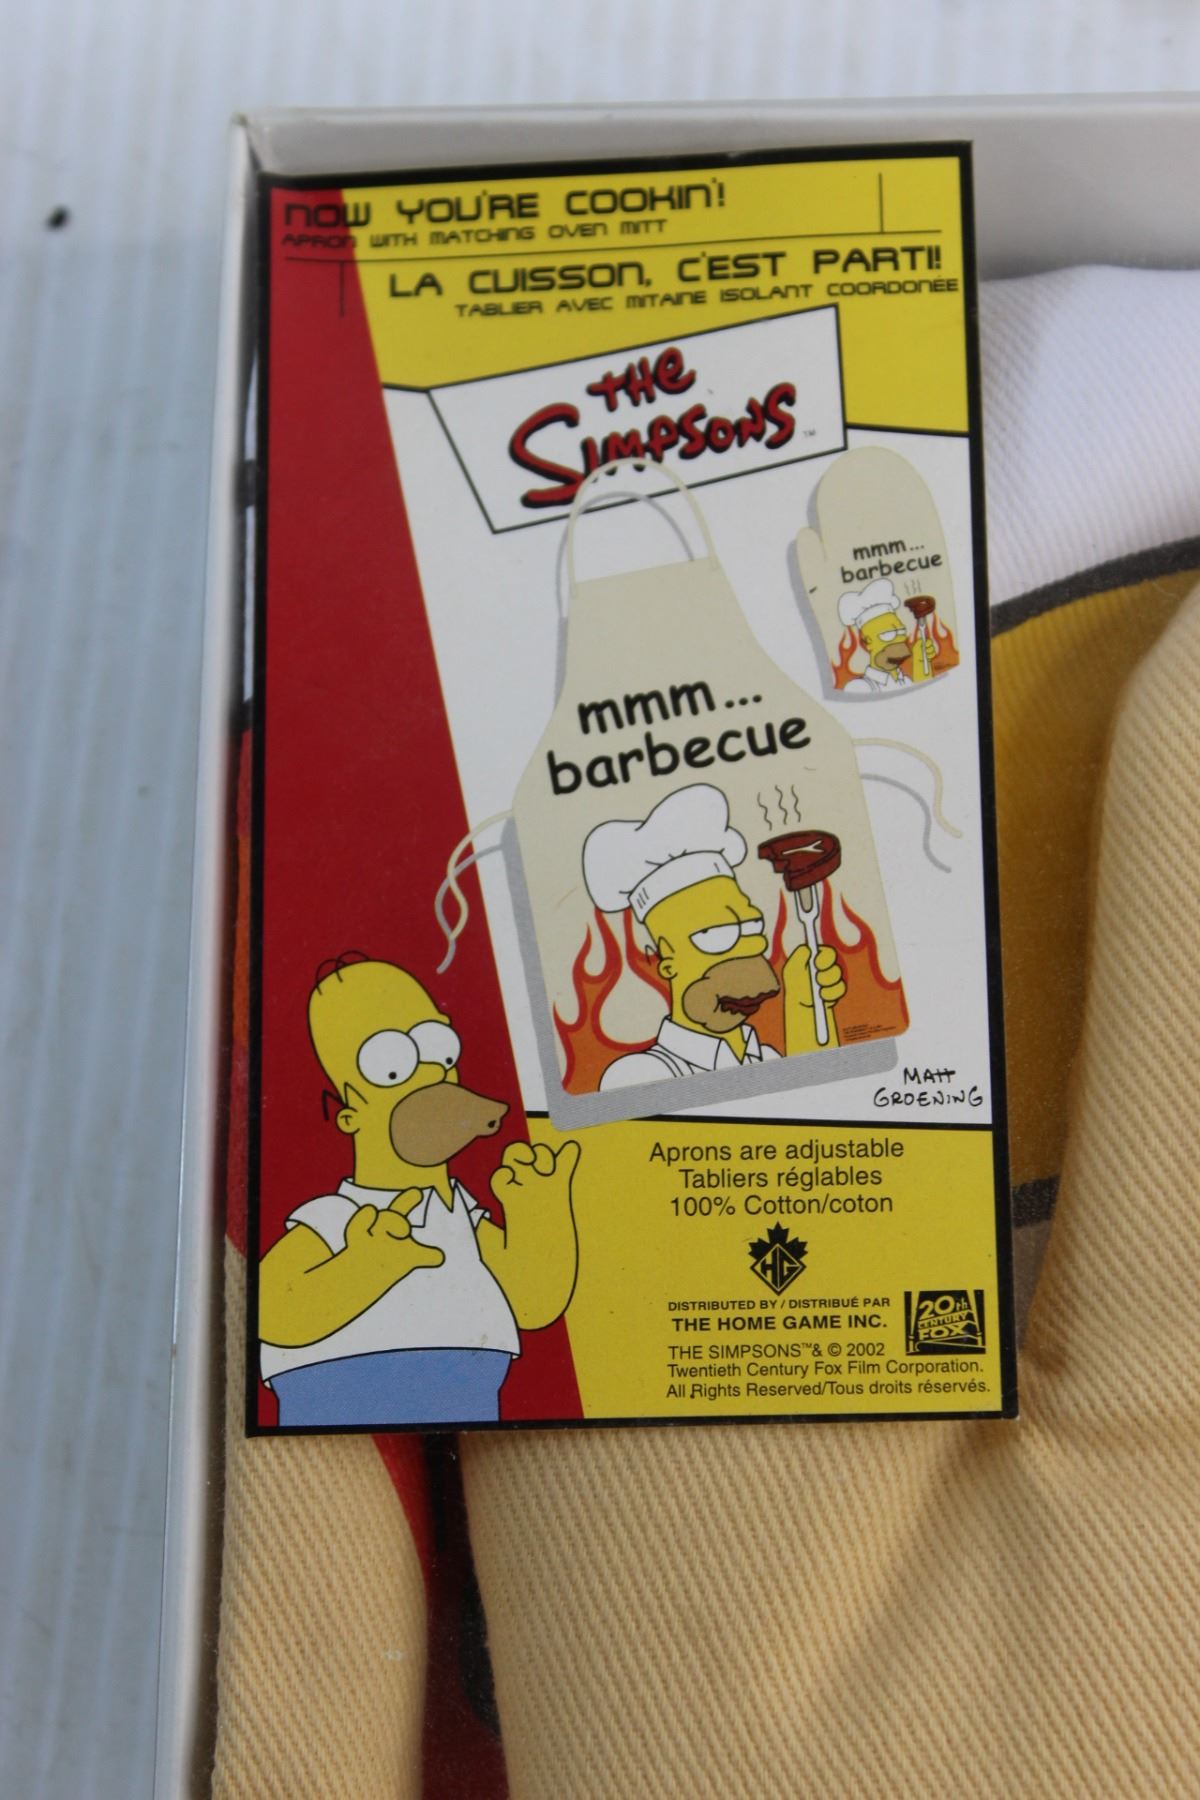 NOW YOU'RE COOKIN'!
APRON WITH MATCHING OVEN MITT
LA CUISSON, C'EST PARTI!
TABLIER AVEC MITAINE ISOLANT COORDONÉE
THE
SIMPSONS™
mmm...
barbecue
mmm...
barbecue
MATT
GROENING
Aprons are adjustable
Tabliers réglables
100% Cotton/coton
HG
DISTRIBUTED BY / DISTRIBUÉ PAR
THE HOME GAME INC.
20th
CENTURY
FOX
THE SIMPSONS™& © 2002
Twentieth Century Fox Film Corporation.
All Rights Reserved/Tous droits réservés.